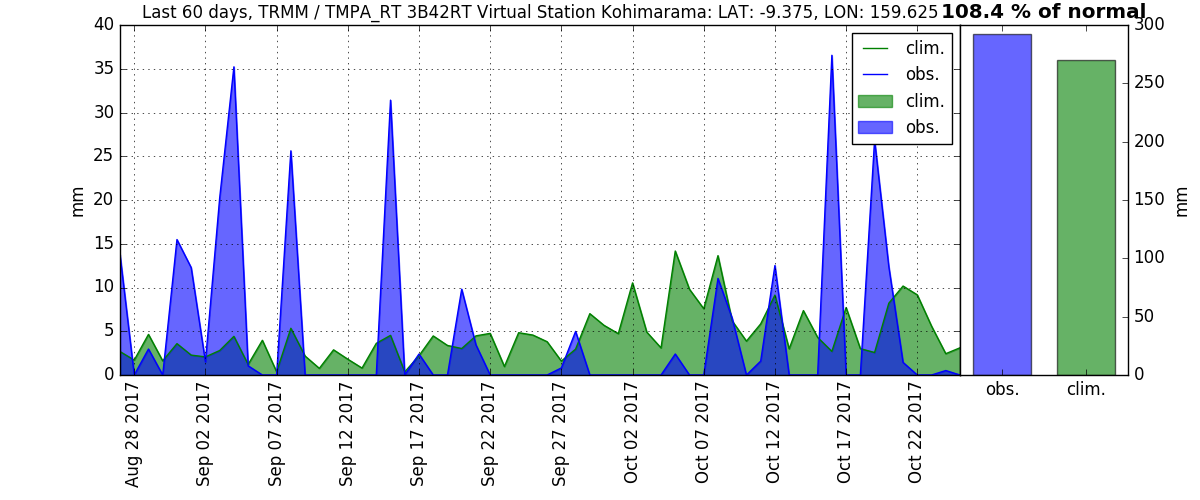 Last 60 days, TRMM / TMPA_RT 3B42RT Virtual Station Kohimarama: LAT: -9.375, LON: 159.625
108.4 % of normal
40
35
30
25
20
15
10
5
0
mm
clim.
obs.
clim.
obs.
300
250
200
150
100
50
0
mm
Aug 28 2017
Sep 02 2017
Sep 07 2017
Sep 12 2017
Sep 17 2017
Sep 22 2017
Sep 27 2017
Oct 02 2017
Oct 07 2017
Oct 12 2017
Oct 17 2017
Oct 22 2017
obs.
clim.